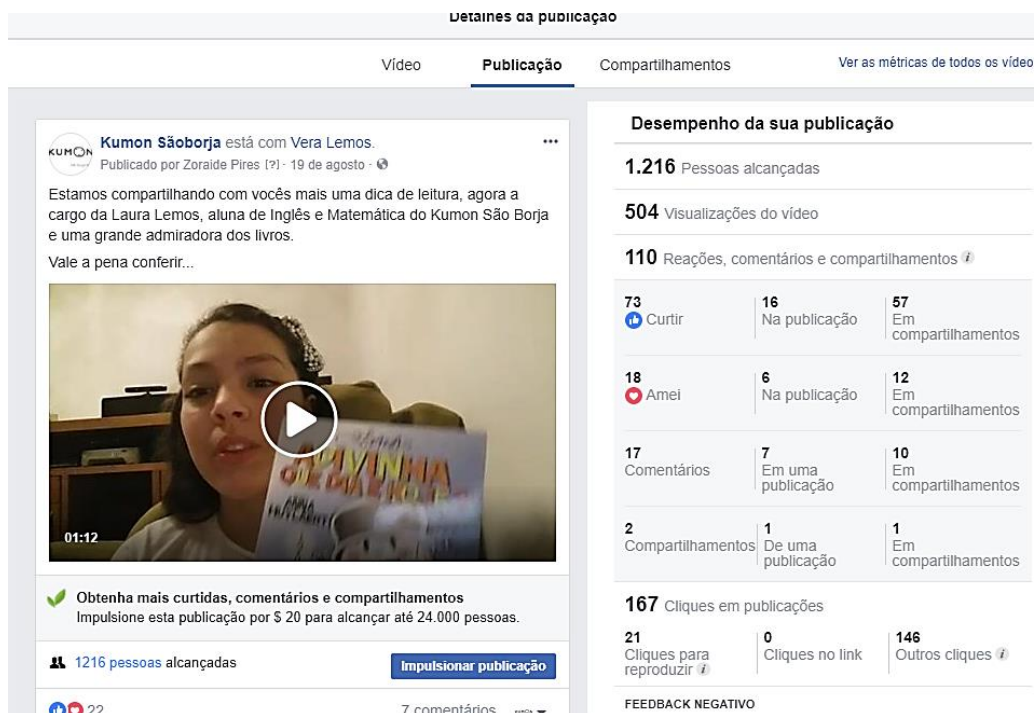 Detalhes da publicação
Vídeo
Publicação
Compartilhamentos
Ver as métricas de todos os vídeo
KUMON
Kumon Sãoborja está com Vera Lemos.
Publicado por Zoraide Pires [?] · 19 de agosto ·
Estamos compartilhando com vocês mais uma dica de leitura, agora a
cargo da Laura Lemos, aluna de Inglês e Matemática do Kumon São Borja
e uma grande admiradora dos livros.
Vale a pena conferir...
ADIVINHA
01:12
Obtenha mais curtidas, comentários e compartilhamentos
Impulsione esta publicação por $ 20 para alcançar até 24.000 pessoas.
1216 pessoas alcançadas
Impulsionar publicação
22
7 comentários
Desempenho da sua publicação
1.216 Pessoas alcançadas
504 Visualizações do vídeo
110 Reações, comentários e compartilhamentos
73 16 57
Curtir Na publicação Em
compartilhamentos
18 6 12
Amei Na publicação Em
compartilhamentos
17 7 10
Comentários Em uma Em
publicação compartilhamentos
2 1 1
Compartilhamentos De uma Em
publicação compartilhamentos
167 Cliques em publicações
21 0 146
Cliques para Cliques no link Outros cliques
reproduzir
FEEDBACK NEGATIVO